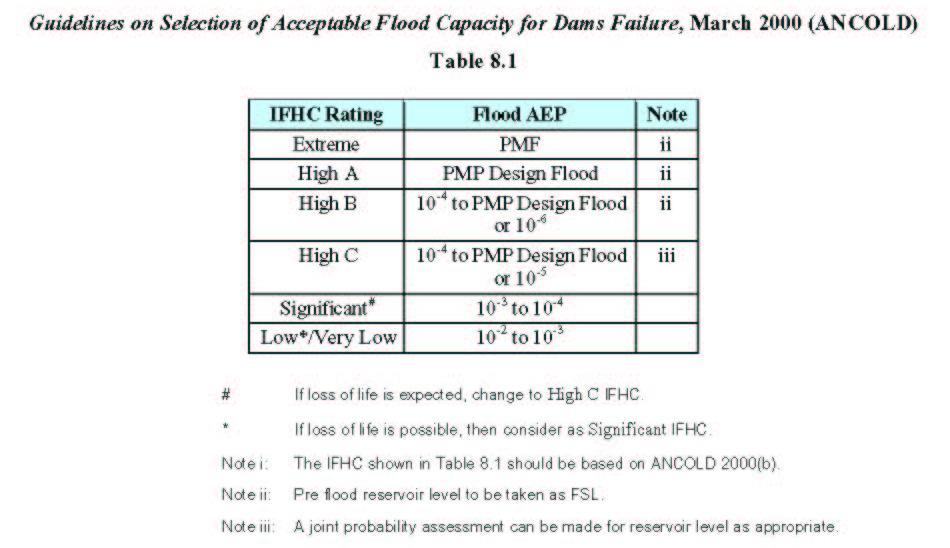 Guidelines on Selection of Acceptable Flood Capacity for Dams Failure, March 2000 (ANCOLD)
Table 8.1
IFHC Rating Flood AEP Note
Extreme PMF ii
High A PMP Design Flood ii
High B 10⁻⁴ to PMP Design Flood ii
or 10⁻⁶
High C 10⁻⁴ to PMP Design Flood iii
or 10⁻⁵
Significant# 10⁻³ to 10⁻⁴
Low*/Very Low 10⁻² to 10⁻³
# If loss of life is expected, change to High C IFHC.
* If loss of life is possible, then consider as Significant IFHC.
Note i: The IFHC shown in Table 8.1 should be based on ANCOLD 2000(b).
Note ii: Pre flood reservoir level to be taken as FSL.
Note iii: A joint probability assessment can be made for reservoir level as appropriate.